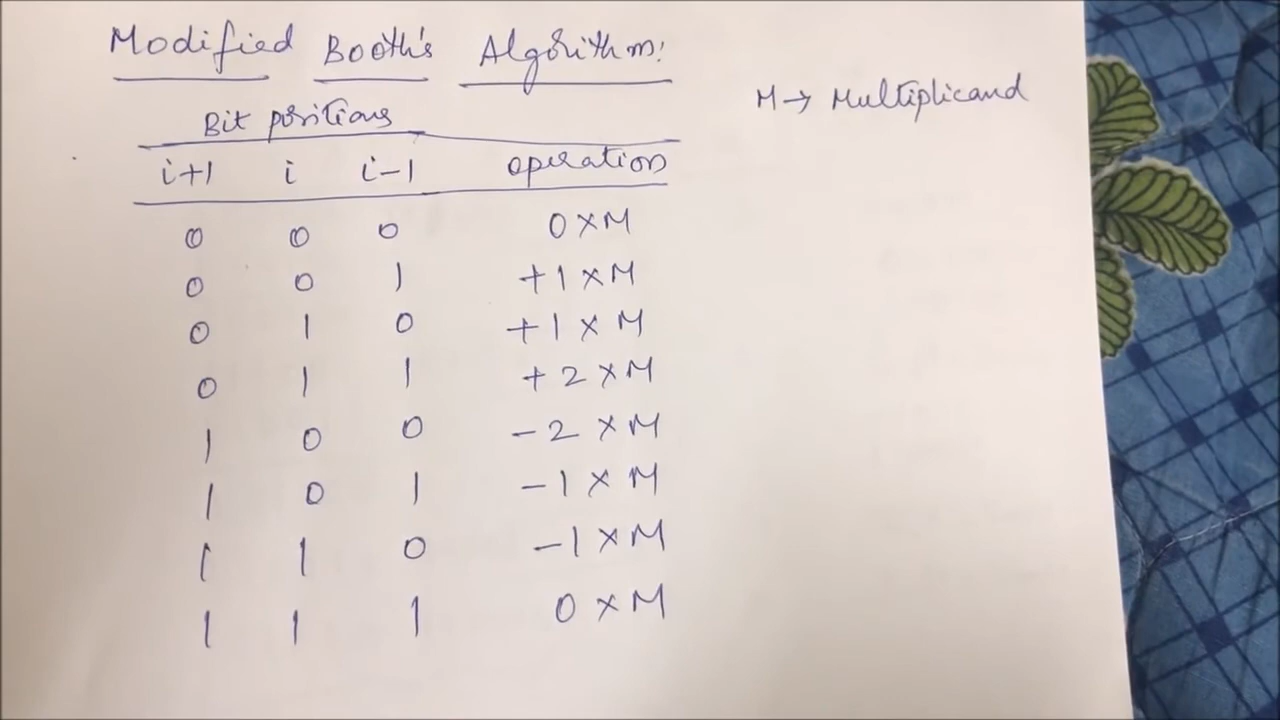 Modified Booth's Algorithm:
M → Multiplicand
Bit positions
i+1 i i-1 operation
0 0 0 0 × M
0 0 1 +1 × M
0 1 0 +1 × M
0 1 1 +2 × M
1 0 0 -2 × M
1 0 1 -1 × M
1 1 0 -1 × M
1 1 1 0 × M